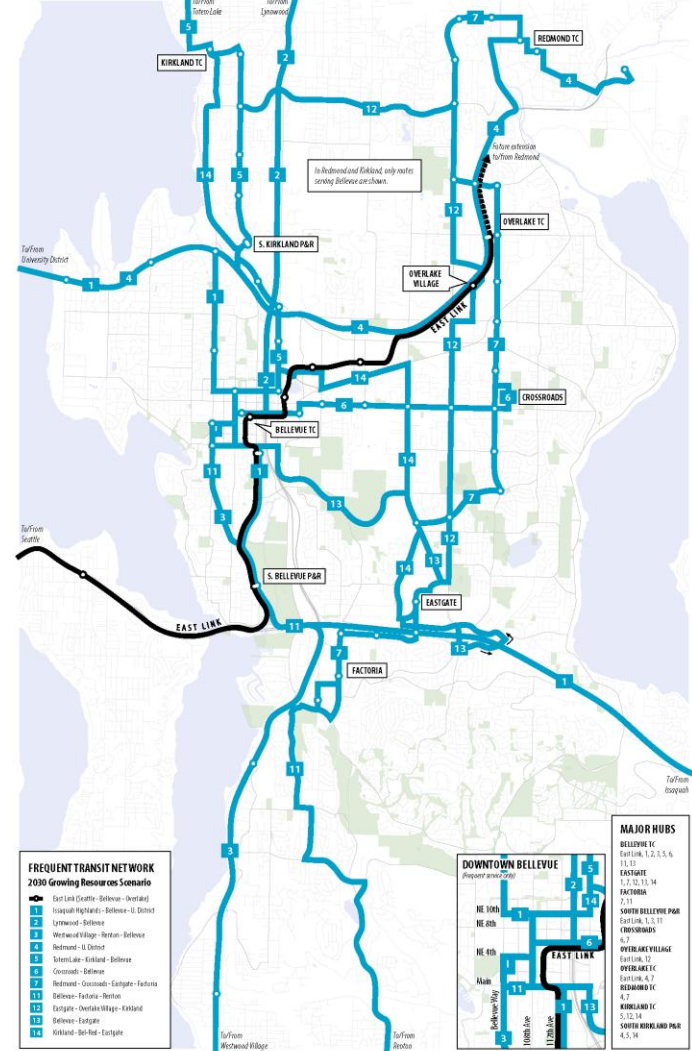 To/From
Totem Lake
To/From
Lynnwood
5
7
REDMOND TC
KIRKLAND TC
2
4
12
4
Future extension
to/from Redmond
In Redmond and Kirkland, only routes
serving Bellevue are shown.
14
5
2
12
OVERLAKE TC
S. KIRKLAND P&R
To/From
University District
1
4
OVERLAKE
VILLAGE
1
EAST LINK
4
12
7
5
2
14
6
6
CROSSROADS
BELLEVUE TC
1
11
1
14
13
7
3
12
To/From
Seattle
14
13
S. BELLEVUE P&R
EASTGATE
EAST LINK
11
7
13
FACTORIA
1
11
To/From
Issaquah
3
FREQUENT TRANSIT NETWORK
2030 Growing Resources Scenario
East Link (Seattle - Bellevue - Overlake)
1 Issaquah Highlands - Bellevue - U. District
2 Lynnwood - Bellevue
3 Westwood Village - Renton - Bellevue
4 Redmond - U. District
5 Totem Lake - Kirkland - Bellevue
6 Crossroads - Bellevue
7 Redmond - Crossroads - Eastgate - Factoria
11 Bellevue - Factoria - Renton
12 Eastgate - Overlake Village - Kirkland
13 Bellevue - Eastgate
14 Kirkland - Bel-Red - Eastgate
To/From
Westwood Village
To/From
Renton
DOWNTOWN BELLEVUE
(Frequent service only)
5
2
14
NE 10th
1
NE 8th
6
NE 4th
EAST LINK
1
Main
11
1
13
3
Bellevue Way
108th Ave
112th Ave
MAJOR HUBS
BELLEVUE TC
East Link, 1, 2, 3, 5, 6,
11, 13
EASTGATE
1, 7, 12, 13, 14
FACTORIA
7, 11
SOUTH BELLEVUE P&R
East Link, 1, 3, 11
CROSSROADS
6, 7
OVERLAKE VILLAGE
East Link, 12
OVERLAKE TC
East Link, 4, 7
REDMOND TC
4, 7
KIRKLAND TC
5, 12, 14
SOUTH KIRKLAND P&R
4, 5, 14